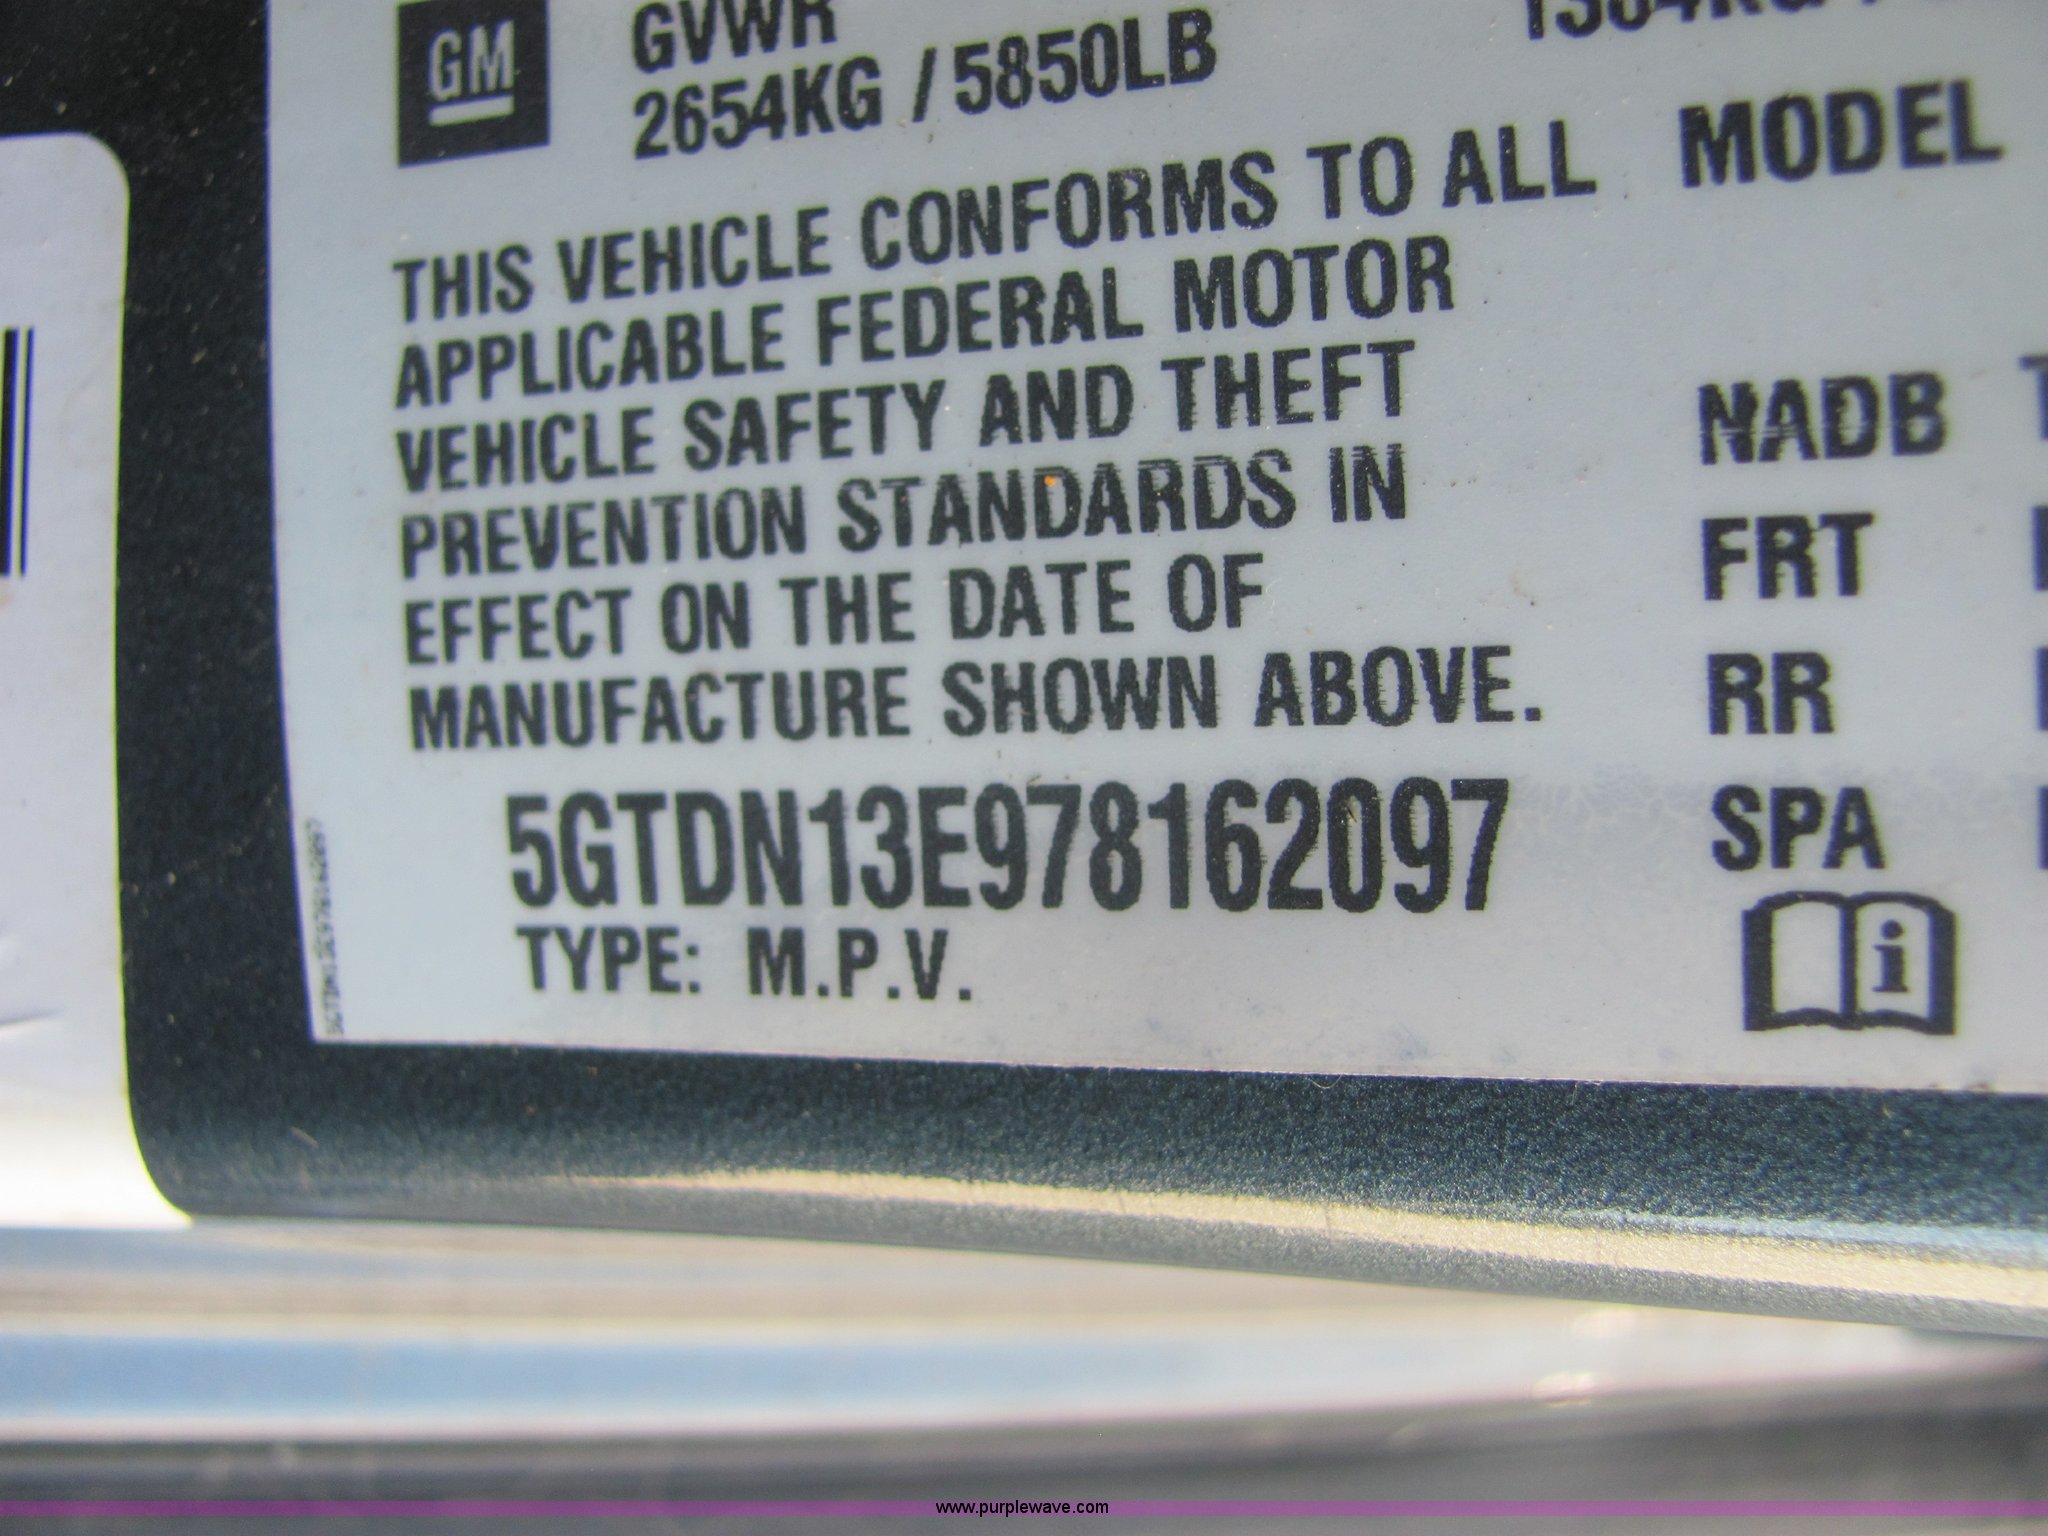 GM
GVWR
2654KG / 5850LB
THIS VEHICLE CONFORMS TO ALL
APPLICABLE FEDERAL MOTOR
VEHICLE SAFETY AND THEFT
PREVENTION STANDARDS IN
EFFECT ON THE DATE OF
MANUFACTURE SHOWN ABOVE.
5GTDN13E978162097
TYPE: M.P.V.
5GTDN13E978162097
MODEL
NADB
FRT
RR
SPA
i
www.purplewave.com